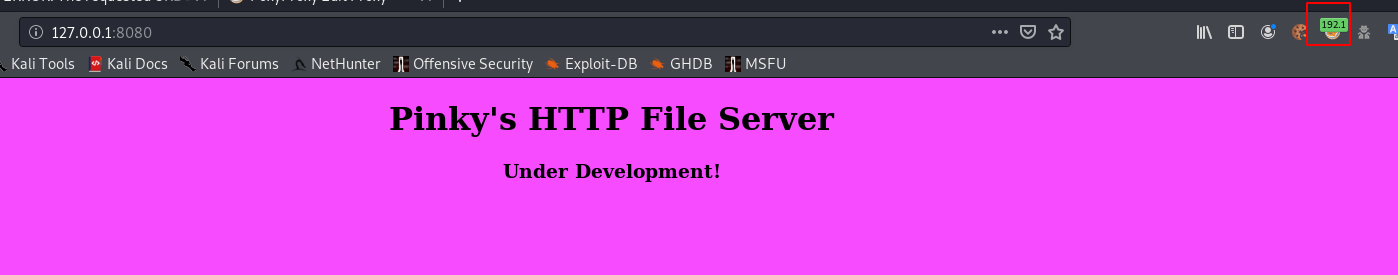 127.0.0.1:8080
192.1
Kali Tools Kali Docs Kali Forums NetHunter Offensive Security Exploit-DB GHDB MSFU
Pinky's HTTP File Server
Under Development!